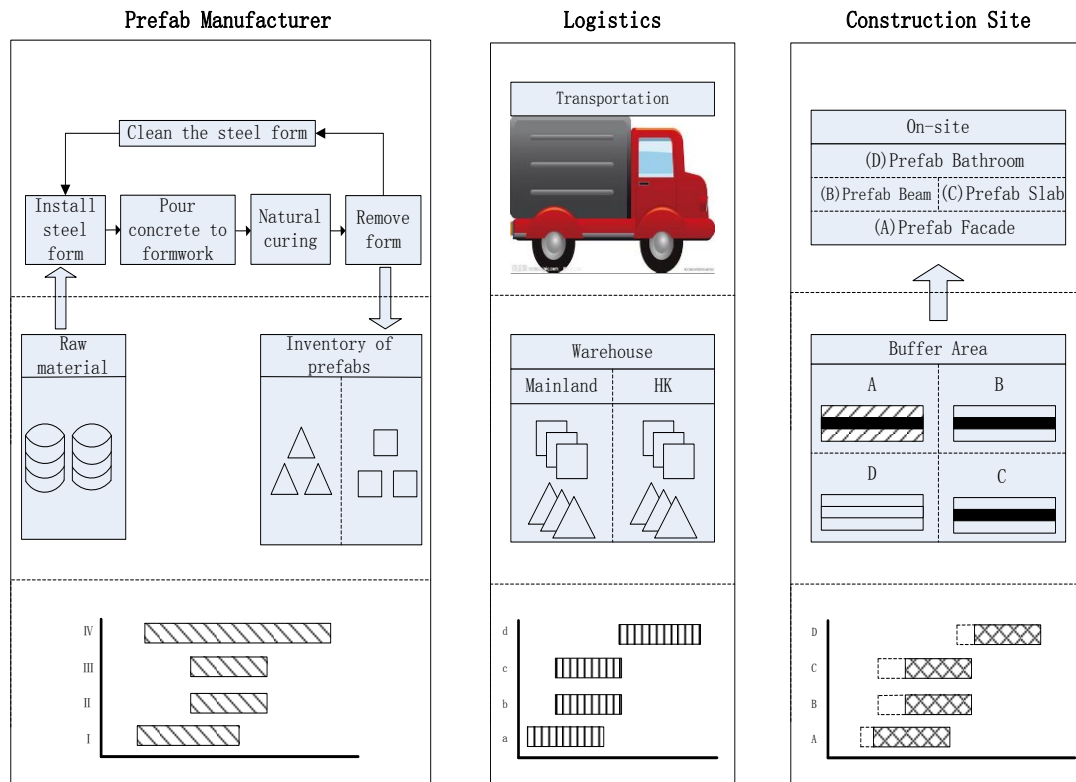 Prefab Manufacturer
Logistics
Construction Site
Clean the steel form
Install
steel
form
Pour
concrete to
formwork
Natural
curing
Remove
form
Raw
material
Inventory of
prefabs
IV
III
II
I
Transportation
Warehouse
Mainland
HK
d
c
b
a
On-site
(D)Prefab Bathroom
(B)Prefab Beam
(C)Prefab Slab
(A)Prefab Facade
Buffer Area
A
B
D
C
D
C
B
A